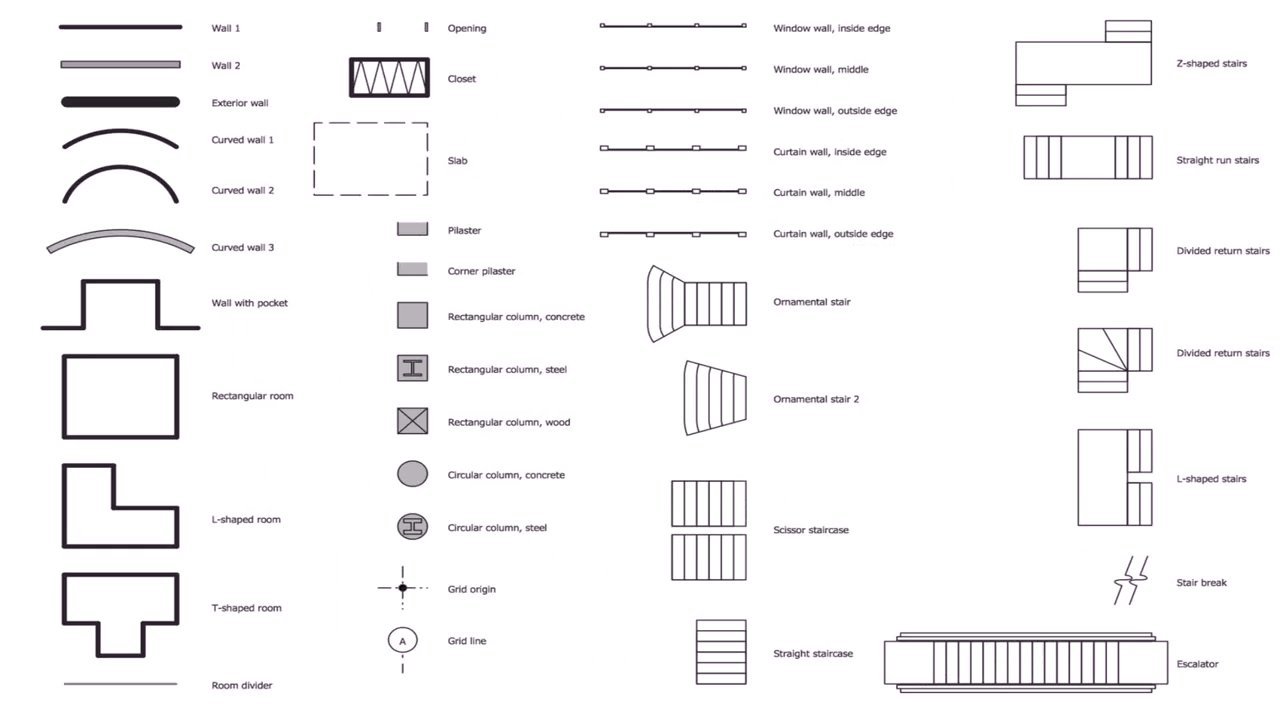 Wall 1
Wall 2
Exterior wall
Curved wall 1
Curved wall 2
Curved wall 3
Wall with pocket
Rectangular room
L-shaped room
T-shaped room
Room divider
Opening
Closet
Slab
Pilaster
Corner pilaster
Rectangular column, concrete
Rectangular column, steel
Rectangular column, wood
Circular column, concrete
Circular column, steel
Grid origin
A
Grid line
Window wall, inside edge
Window wall, middle
Window wall, outside edge
Curtain wall, inside edge
Curtain wall, middle
Curtain wall, outside edge
Ornamental stair
Ornamental stair 2
Scissor staircase
Straight staircase
Z-shaped stairs
Straight run stairs
Divided return stairs
Divided return stairs
L-shaped stairs
Stair break
Escalator